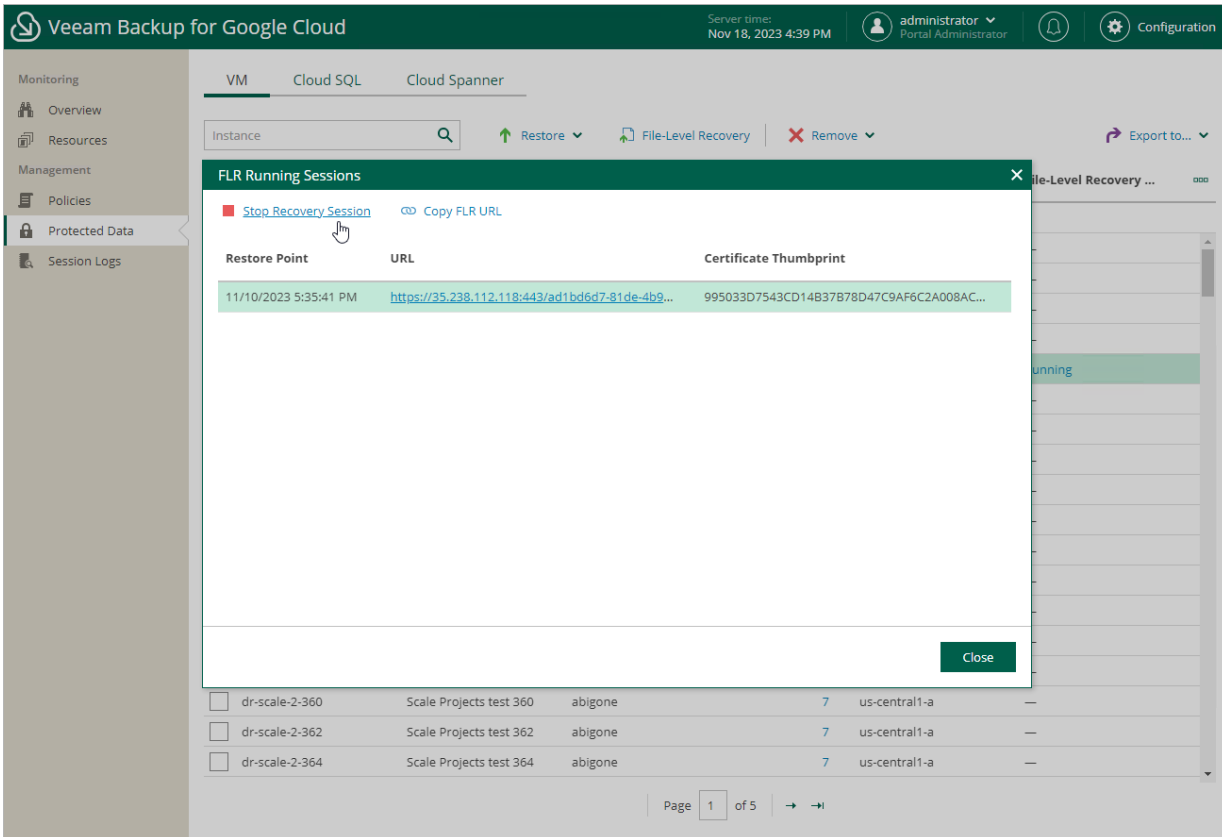 Veeam Backup for Google Cloud
Server time:
Nov 18, 2023 4:39 PM
administrator
Portal Administrator
Configuration
Monitoring
Overview
Resources
Management
Policies
Protected Data
Session Logs
VM Cloud SQL Cloud Spanner
Instance Restore File-Level Recovery Remove Export to...
FLR Running Sessions
ile-Level Recovery ...
Stop Recovery Session Copy FLR URL
Restore Point URL Certificate Thumbprint
11/10/2023 5:35:41 PM https://35.238.112.118:443/ad1bd6d7-81de-4b9... 995033D7543CD14B37B78D47C9AF6C2A008AC...
unning
Close
dr-scale-2-360 Scale Projects test 360 abigone 7 us-central1-a —
dr-scale-2-362 Scale Projects test 362 abigone 7 us-central1-a —
dr-scale-2-364 Scale Projects test 364 abigone 7 us-central1-a —
Page 1 of 5